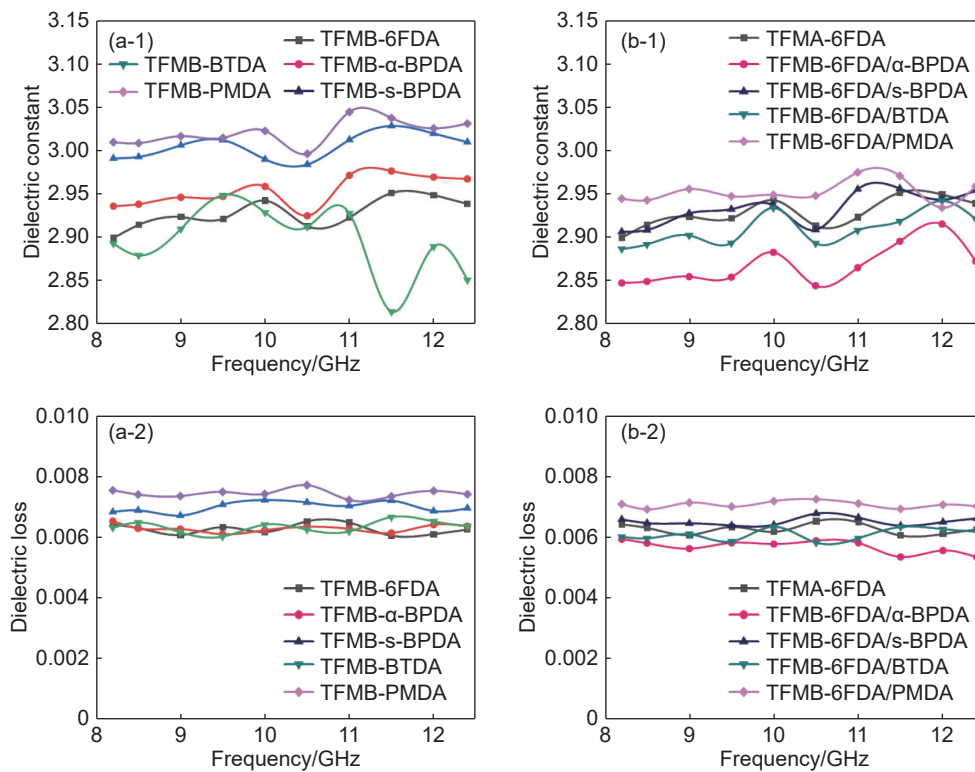 3.15
3.10
3.05
3.00
2.95
2.90
2.85
2.80
Dielectric constant
(a-1)
TFMB-6FDA
TFMB-BTDA
TFMB-α-BPDA
TFMB-PMDA
TFMB-s-BPDA
8 9 10 11 12
Frequency/GHz
3.15
3.10
3.05
3.00
2.95
2.90
2.85
2.80
Dielectric constant
(b-1)
TFMA-6FDA
TFMB-6FDA/α-BPDA
TFMB-6FDA/s-BPDA
TFMB-6FDA/BTDA
TFMB-6FDA/PMDA
8 9 10 11 12
Frequency/GHz
0.010
0.008
0.006
0.004
0.002
0
Dielectric loss
(a-2)
TFMB-6FDA
TFMB-α-BPDA
TFMB-s-BPDA
TFMB-BTDA
TFMB-PMDA
8 9 10 11 12
Frequency/GHz
0.010
0.008
0.006
0.004
0.002
0
Dielectric loss
(b-2)
TFMA-6FDA
TFMB-6FDA/α-BPDA
TFMB-6FDA/s-BPDA
TFMB-6FDA/BTDA
TFMB-6FDA/PMDA
8 9 10 11 12
Frequency/GHz